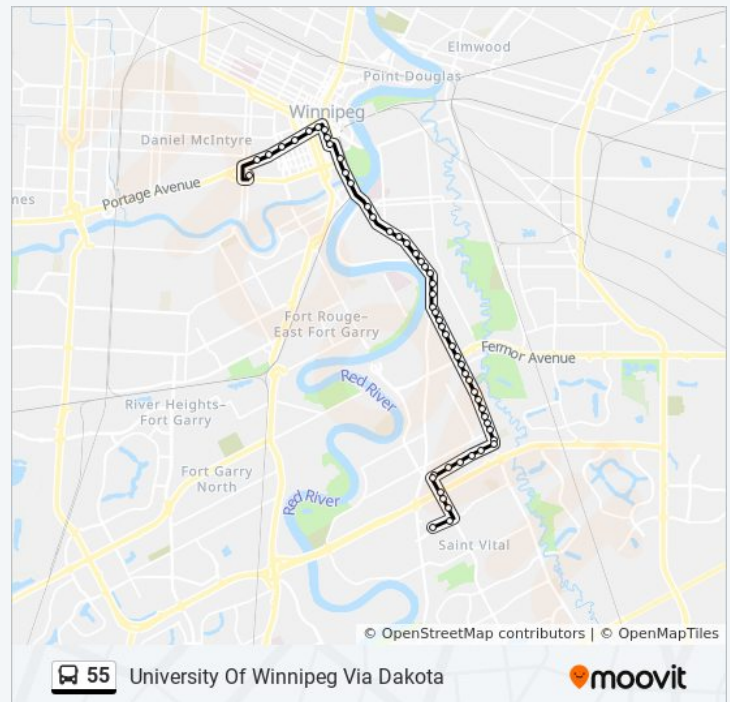 Elmwood
Point Douglas
Winnipeg
Daniel McIntyre
Portage Avenue
nes
Fort Rouge–
East Fort Garry
Fermor Avenue
Red River
River Heights–
Fort Garry
Fort Garry
North
Red River
Saint Vital
© OpenStreetMap contributors | © OpenMapTiles
55 University Of Winnipeg Via Dakota moovit